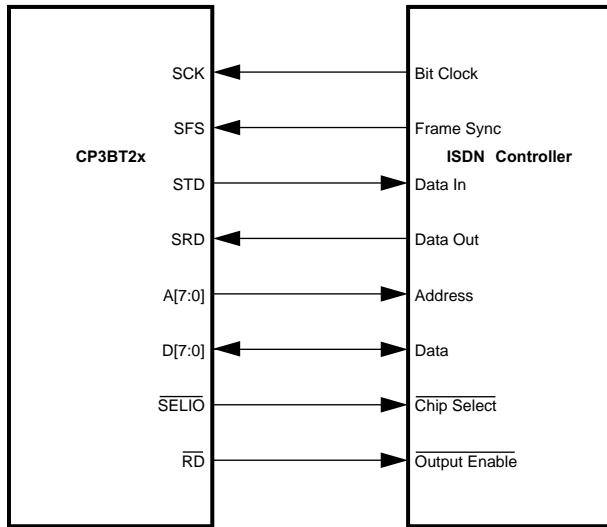 SCK Bit Clock
SFS Frame Sync
CP3BT2x ISDN Controller
STD Data In
SRD Data Out
A[7:0] Address
D[7:0] Data
SELIO Chip Select
RD Output Enable